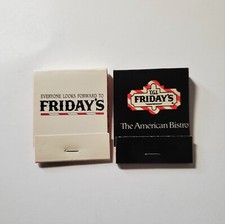 EVERYONE LOOKS FORWARD TO
FRIDAY'S
T.G.I.
FRIDAY'S
The American Bistro